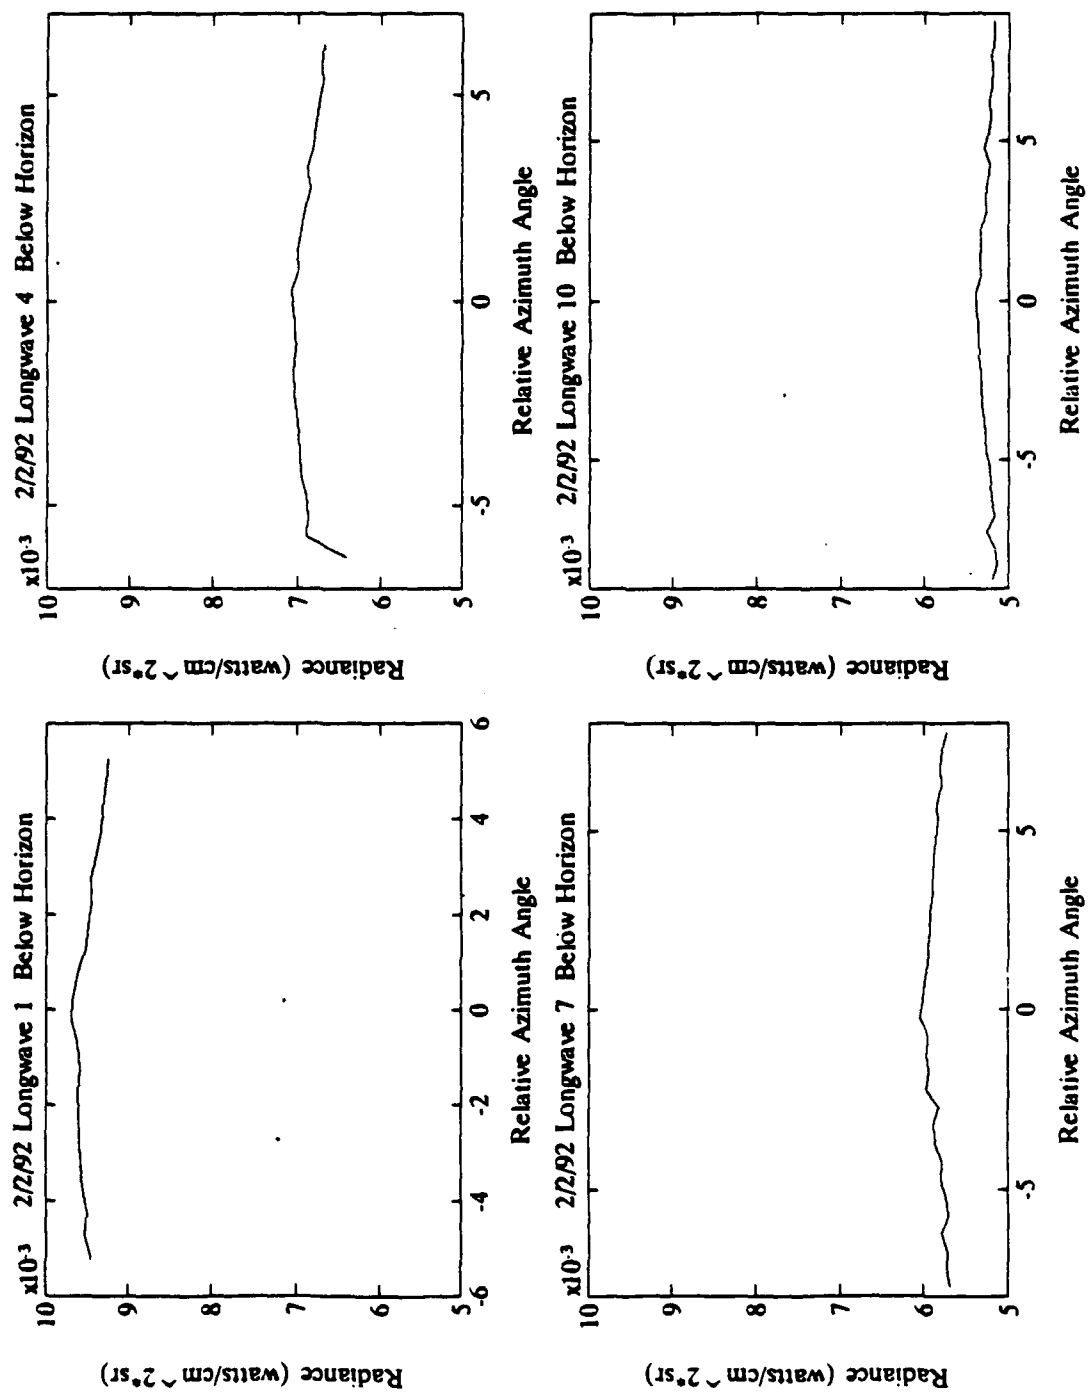 x10-3 2/2/92 Longwave 1 Below Horizon
10
9
8
7
6
5
-6 -4 -2 0 2 4 6
Radiance (watts/cm^2*sr)
Relative Azimuth Angle
x10-3 2/2/92 Longwave 4 Below Horizon
10
9
8
7
6
5
-5 0 5
Radiance (watts/cm^2*sr)
Relative Azimuth Angle
x10-3 2/2/92 Longwave 7 Below Horizon
10
9
8
7
6
5
-5 0 5
Radiance (watts/cm^2*sr)
Relative Azimuth Angle
x10-3 2/2/92 Longwave 10 Below Horizon
10
9
8
7
6
5
-5 0 5
Radiance (watts/cm^2*sr)
Relative Azimuth Angle